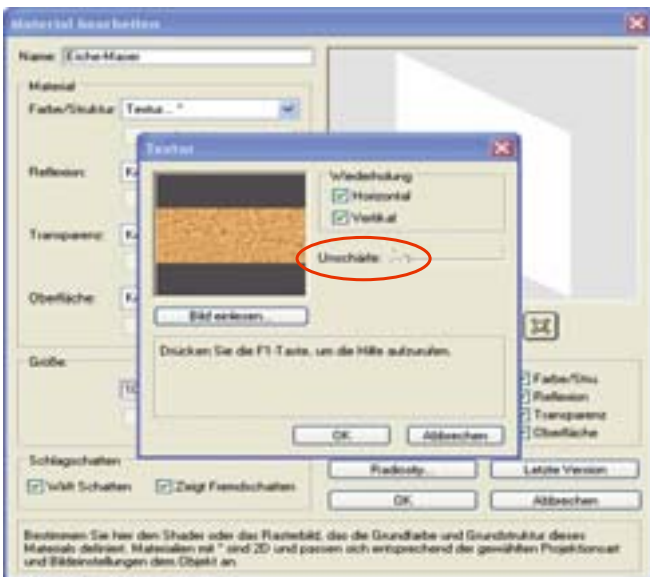 Material bearbeiten
Name: Eiche-Maser
Material
Farbe/Struktur: Textur... *
Reflexion:
Transparenz:
Oberfläche:
Größe
Schlagschatten
Wirft Schatten
Zeigt Fremdschatten
Textur
Wiederholung
Horizontal
Vertikal
Unschärfe:
Bild einlesen...
Drücken Sie die F1-Taste, um die Hilfe aufzurufen.
OK
Abbrechen
Farbe/Stru.
Reflexion
Transparenz
Oberfläche
Radiosity...
Letzte Version
OK
Abbrechen
Bestimmen Sie hier den Shader oder das Rasterbild, das die Grundfarbe und Grundstruktur dieses
Materials definiert. Materialien mit * sind 2D und passen sich entsprechend der gewählten Projektionsart
und Bildeinstellungen dem Objekt an.